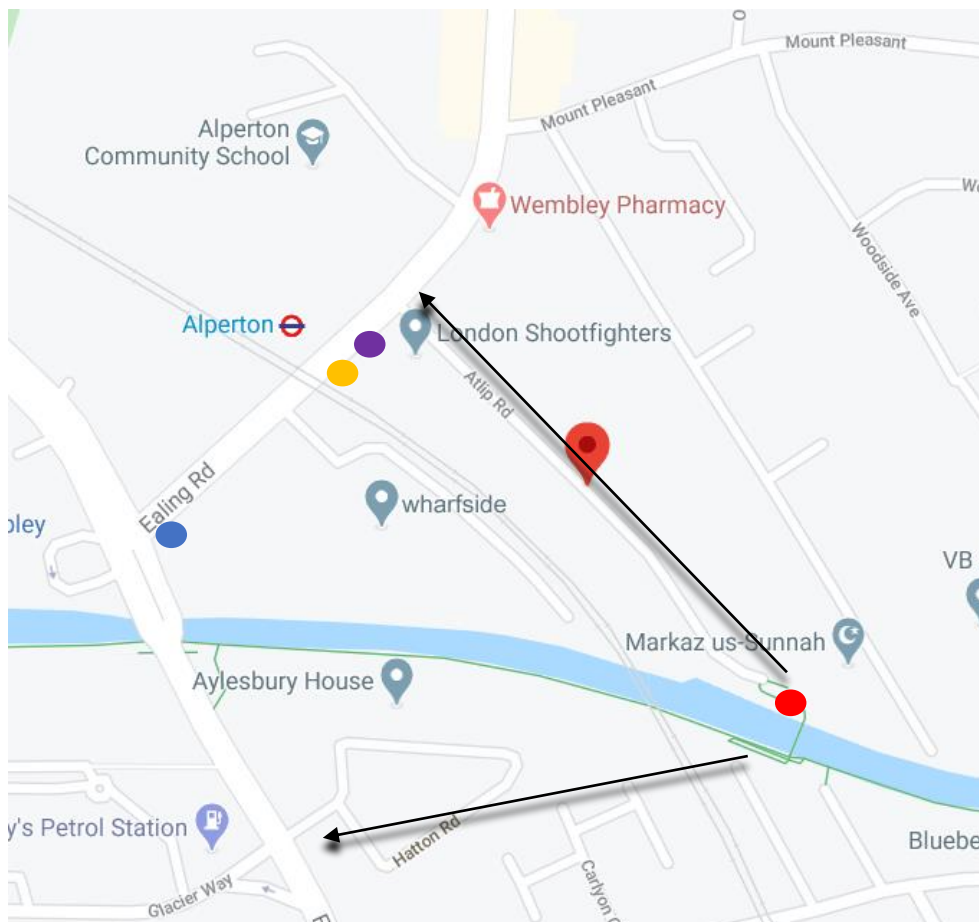 Mount Pleasant
Mount Pleasant
Alperton
Community School
Wembley Pharmacy
Woodside Ave
Alperton
London Shootfighters
Atlip Rd
Ealing Rd
wharfside
VB
Markaz us-Sunnah
Aylesbury House
y's Petrol Station
Hatton Rd
Glacier Way
Carlyon
Bluebe